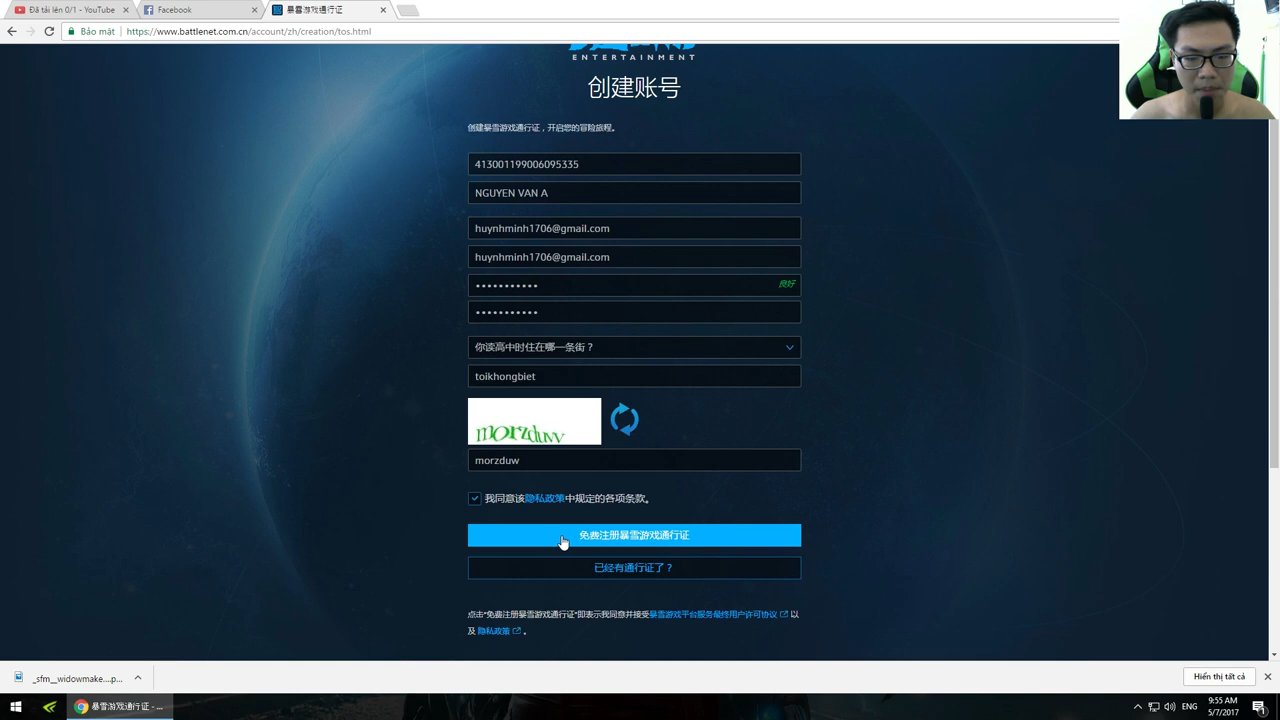 Đã tải lên 0/1 - YouTube
Facebook
暴雪游戏通行证
Bảo mật
https://www.battlenet.com.cn/account/zh/creation/tos.html
ENTERTAINMENT
创建账号
创建暴雪游戏通行证，开启您的冒险旅程。
413001199006095335
NGUYEN VAN A
huynhminh1706@gmail.com
huynhminh1706@gmail.com
•••••••••••
良好
•••••••••••
你读高中时住在哪一条街？
toikhongbiet
morzduw
morzduw
我同意该隐私政策中规定的各项条款。
免费注册暴雪游戏通行证
已经有通行证了？
点击“免费注册暴雪游戏通行证”即表示我同意并接受暴雪游戏平台服务最终用户许可协议 以
及 隐私政策 。
_sfm__widowmake....p...
Hiển thị tất cả
暴雪游戏通行证 - ...
ENG
9:55 AM
5/7/2017
1